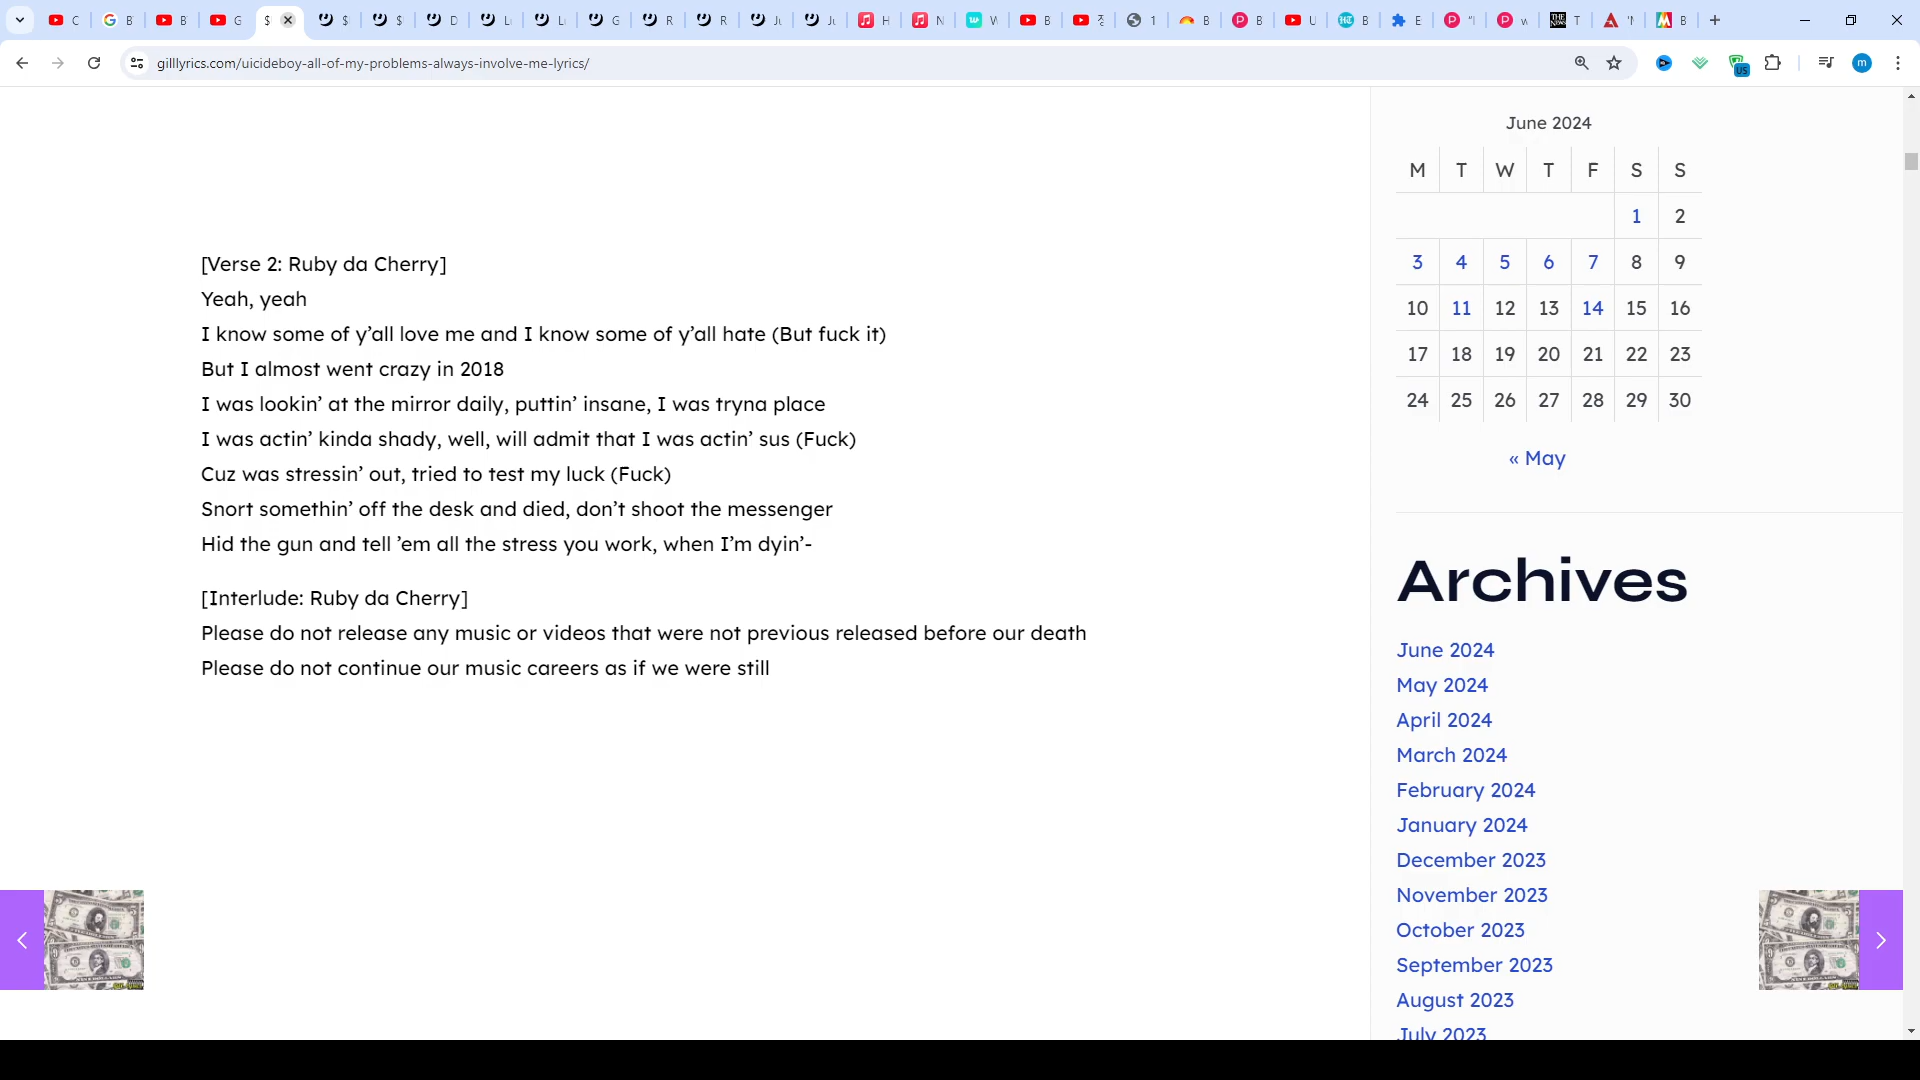 C
B
B
G
$
$
$
D
L
L
G
R
R
J
J
H
N
W
B
1
B
B
U
B
E
w
T
B
gilllyrics.com/uicideboy-all-of-my-problems-always-involve-me-lyrics/
US
m
[Verse 2: Ruby da Cherry]
Yeah, yeah
I know some of y’all love me and I know some of y’all hate (But fuck it)
But I almost went crazy in 2018
I was lookin’ at the mirror daily, puttin’ insane, I was tryna place
I was actin’ kinda shady, well, will admit that I was actin’ sus (Fuck)
Cuz was stressin’ out, tried to test my luck (Fuck)
Snort somethin’ off the desk and died, don’t shoot the messenger
Hid the gun and tell ’em all the stress you work, when I’m dyin’-
[Interlude: Ruby da Cherry]
Please do not release any music or videos that were not previous released before our death
Please do not continue our music careers as if we were still
June 2024
M T W T F S S
1 2
3 4 5 6 7 8 9
10 11 12 13 14 15 16
17 18 19 20 21 22 23
24 25 26 27 28 29 30
« May
Archives
June 2024
May 2024
April 2024
March 2024
February 2024
January 2024
December 2023
November 2023
October 2023
September 2023
August 2023
July 2023